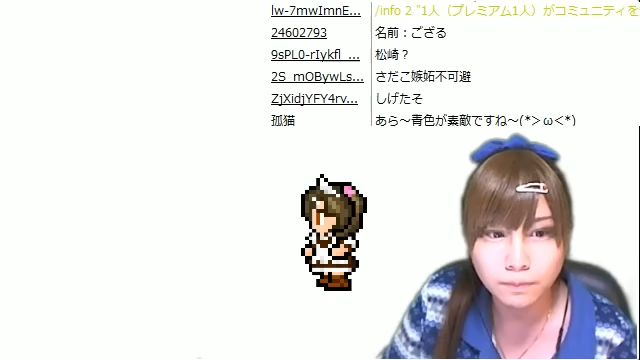 lw-7mwImnE... /info 2 "1人（プレミアム1人）がコミュニティを
24602793 名前：ござる
9sPL0-rIykfl_... 松崎？
2S_mOBywLs... さだこ嫉妬不可避
ZjXidjYFY4rv... しげたそ
孤猫 あら～青色が素敵ですね～(*＞ω＜*)